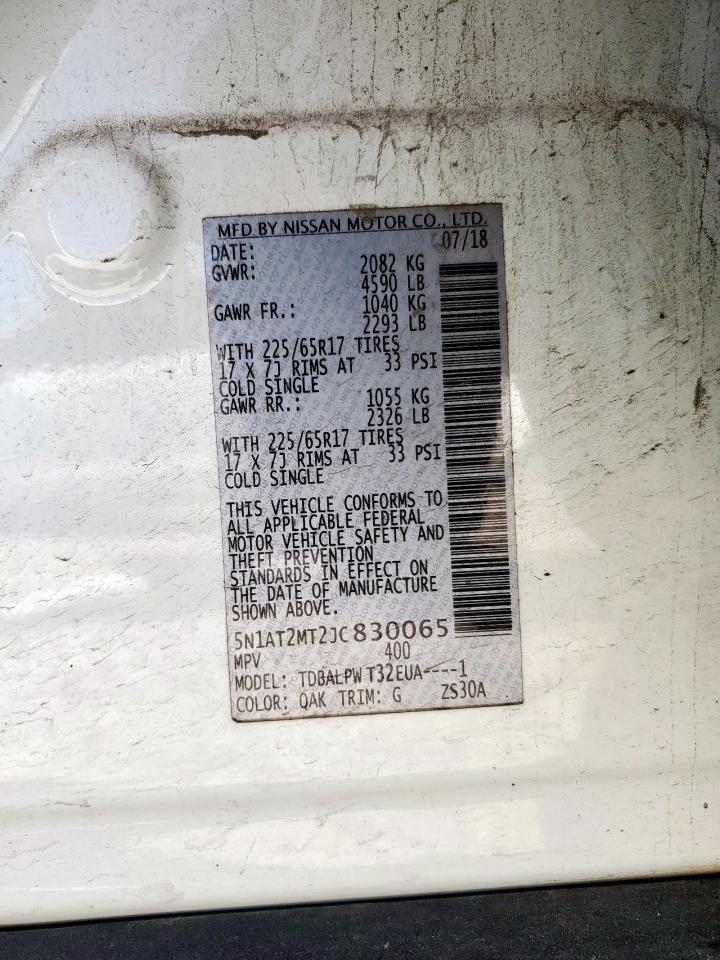 MFD BY NISSAN MOTOR CO., LTD.
DATE: 07/18
GVWR: 2082 KG
4590 LB
GAWR FR.: 1040 KG
2293 LB
WITH 225/65R17 TIRES
17 X 7J RIMS AT 33 PSI
COLD SINGLE
GAWR RR.: 1055 KG
2326 LB
WITH 225/65R17 TIRES
17 X 7J RIMS AT 33 PSI
COLD SINGLE
THIS VEHICLE CONFORMS TO
ALL APPLICABLE FEDERAL
MOTOR VEHICLE SAFETY AND
THEFT PREVENTION
STANDARDS IN EFFECT ON
THE DATE OF MANUFACTURE
SHOWN ABOVE.
5N1AT2MT2JC830065
MPV 400
MODEL: TDBALPW T32EUA----1
COLOR: QAK TRIM: G ZS30A